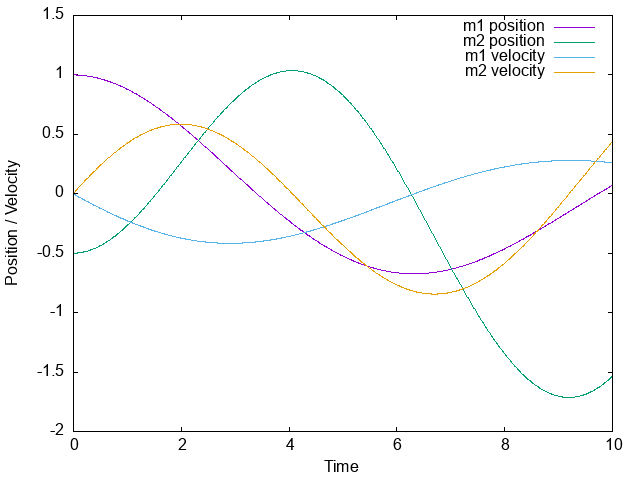 1.5
m1 position
m2 position
m1 velocity
m2 velocity
1
0.5
0
-0.5
-1
-1.5
-2
Position / Velocity
0 2 4 6 8 10
Time